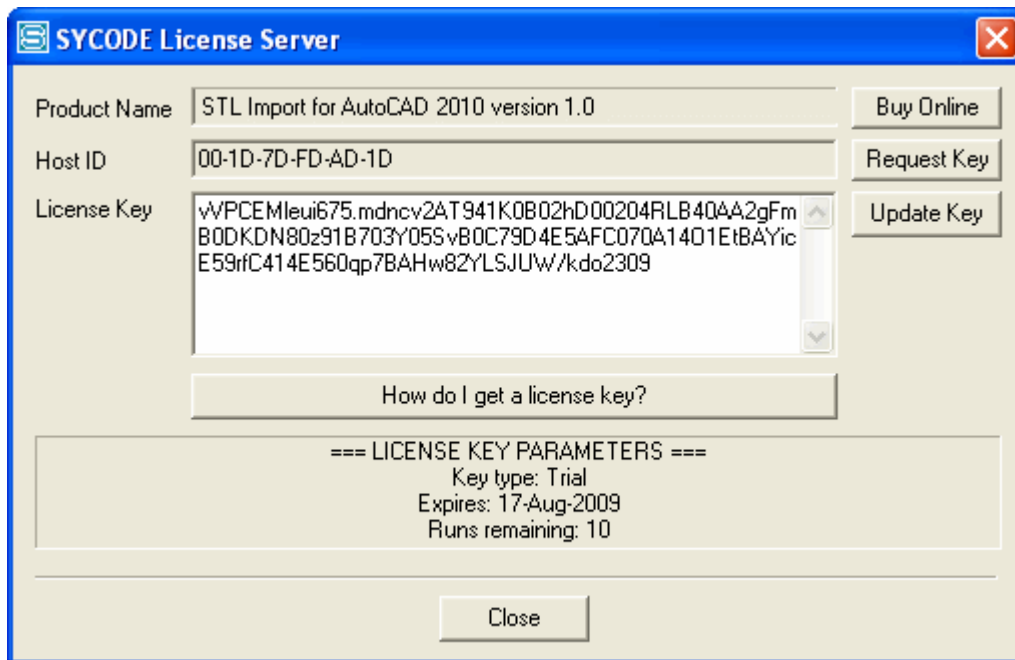 SYCODE License Server
Product Name STL Import for AutoCAD 2010 version 1.0 Buy Online
Host ID 00-1D-7D-FD-AD-1D Request Key
License Key vVPCEMleui675.mdncv2AT941K0B02hD00204RLB40AA2gFm Update Key
B0DKDN80z91B703Y05SvB0C79D4E5AFC070A14O1EtBAYic
E59rfC414E560qp7BAHw82YLSJUW/kdo2309
How do I get a license key?
=== LICENSE KEY PARAMETERS ===
Key type: Trial
Expires: 17-Aug-2009
Runs remaining: 10
Close